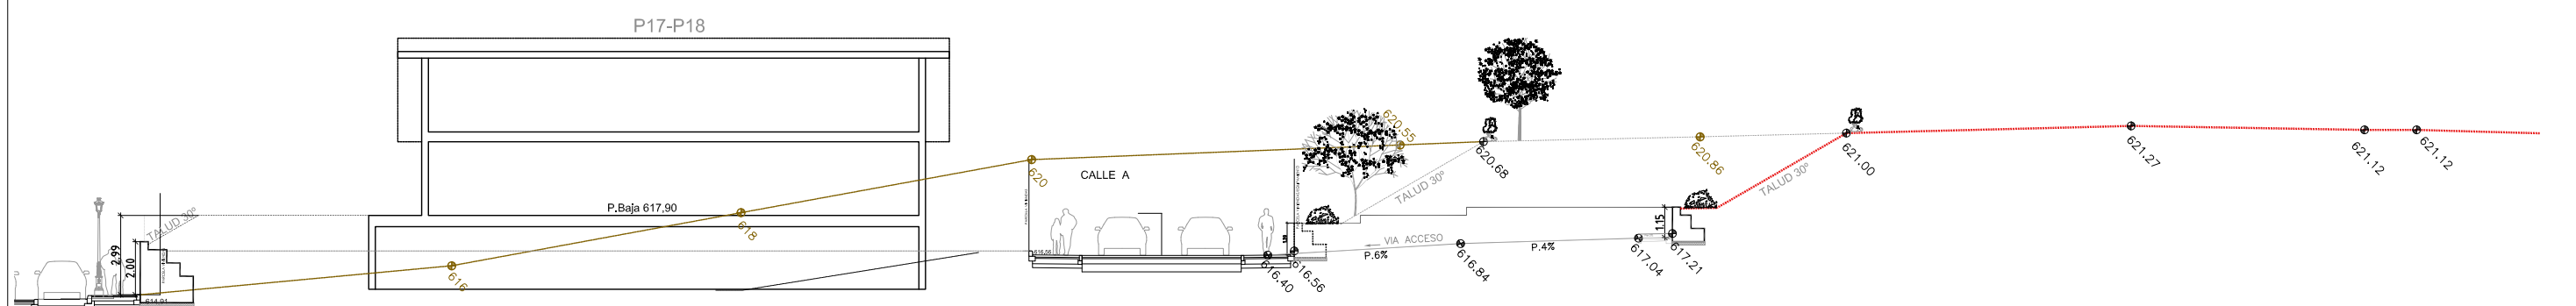 P17-P18
TALUD 30°
2.99
2.00
614.91
616
P.Baja 617,90
618
620
CALLE A
616,56
616.40
616.56
620.55
620.68
TALUD 30°
VIA ACCESO
P.6%
616.84
P.4%
617.04
617.21
1.15
620.86
TALUD 30°
621.00
621.27
621.12
621.12